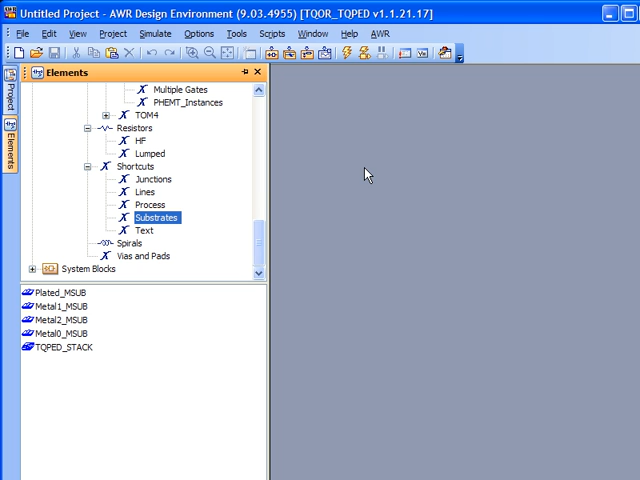 Untitled Project - AWR Design Environment (9.03.4955) [TQOR_TQPED v1.1.21.17]
File Edit View Project Simulate Options Tools Scripts Window Help AWR
Elements
Project
Elements
Multiple Gates
PHEMT_Instances
TOM4
Resistors
HF
Lumped
Shortcuts
Junctions
Lines
Process
Substrates
Text
Spirals
Vias and Pads
System Blocks
Plated_MSUB
Metal1_MSUB
Metal2_MSUB
Metal0_MSUB
TQPED_STACK